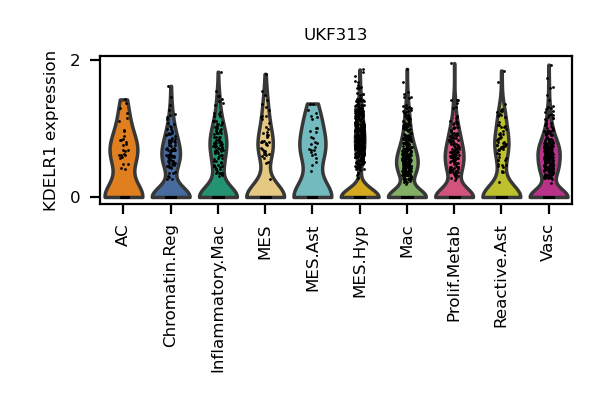 UKF313
KDELR1 expression
2
0
AC
Chromatin.Reg
Inflammatory.Mac
MES
MES.Ast
MES.Hyp
Mac
Prolif.Metab
Reactive.Ast
Vasc